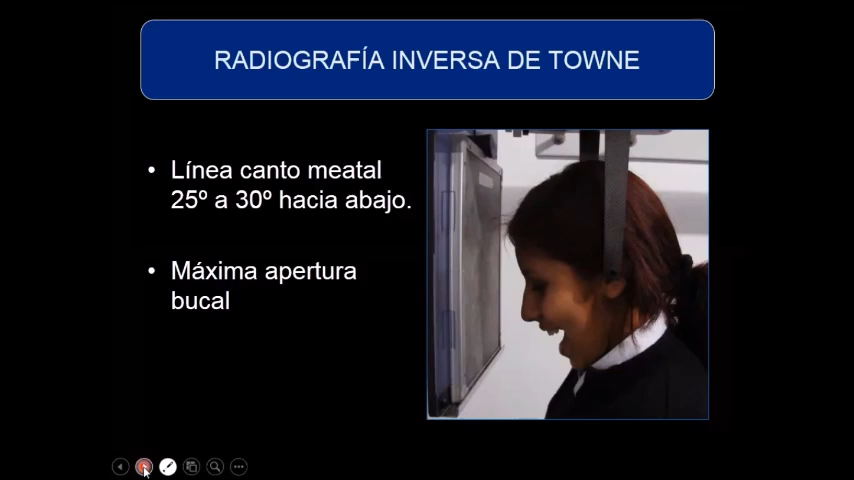 RADIOGRAFÍA INVERSA DE TOWNE
• Línea canto meatal
25º a 30º hacia abajo.
• Máxima apertura
bucal